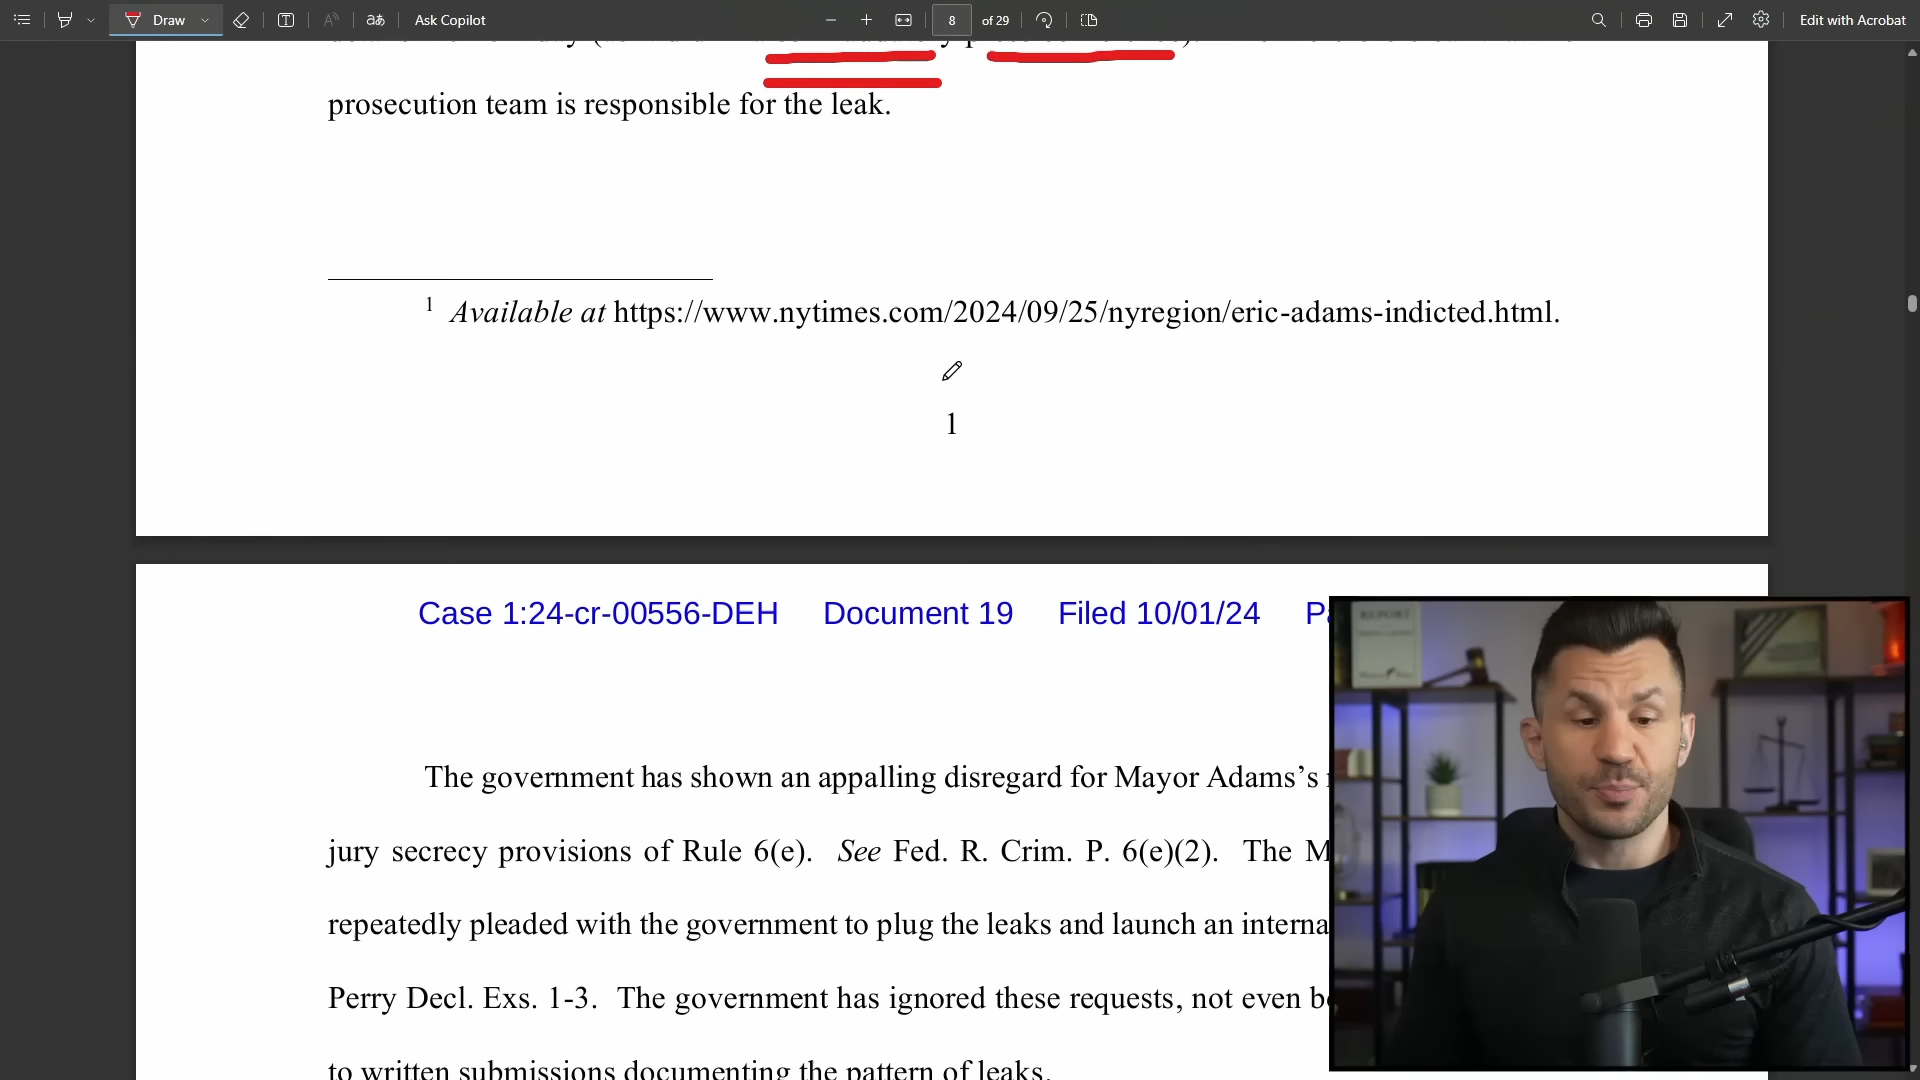 Draw
Ask Copilot
8
of 29
Edit with Acrobat
prosecution team is responsible for the leak.
1 Available at https://www.nytimes.com/2024/09/25/nyregion/eric-adams-indicted.html.
1
Case 1:24-cr-00556-DEH Document 19 Filed 10/01/24
The government has shown an appalling disregard for Mayor Adams’s
jury secrecy provisions of Rule 6(e). See Fed. R. Crim. P. 6(e)(2). The
repeatedly pleaded with the government to plug the leaks and launch an
Perry Decl. Exs. 1-3. The government has ignored these requests, not even
to written submissions documenting the pattern of leaks.
REPORT